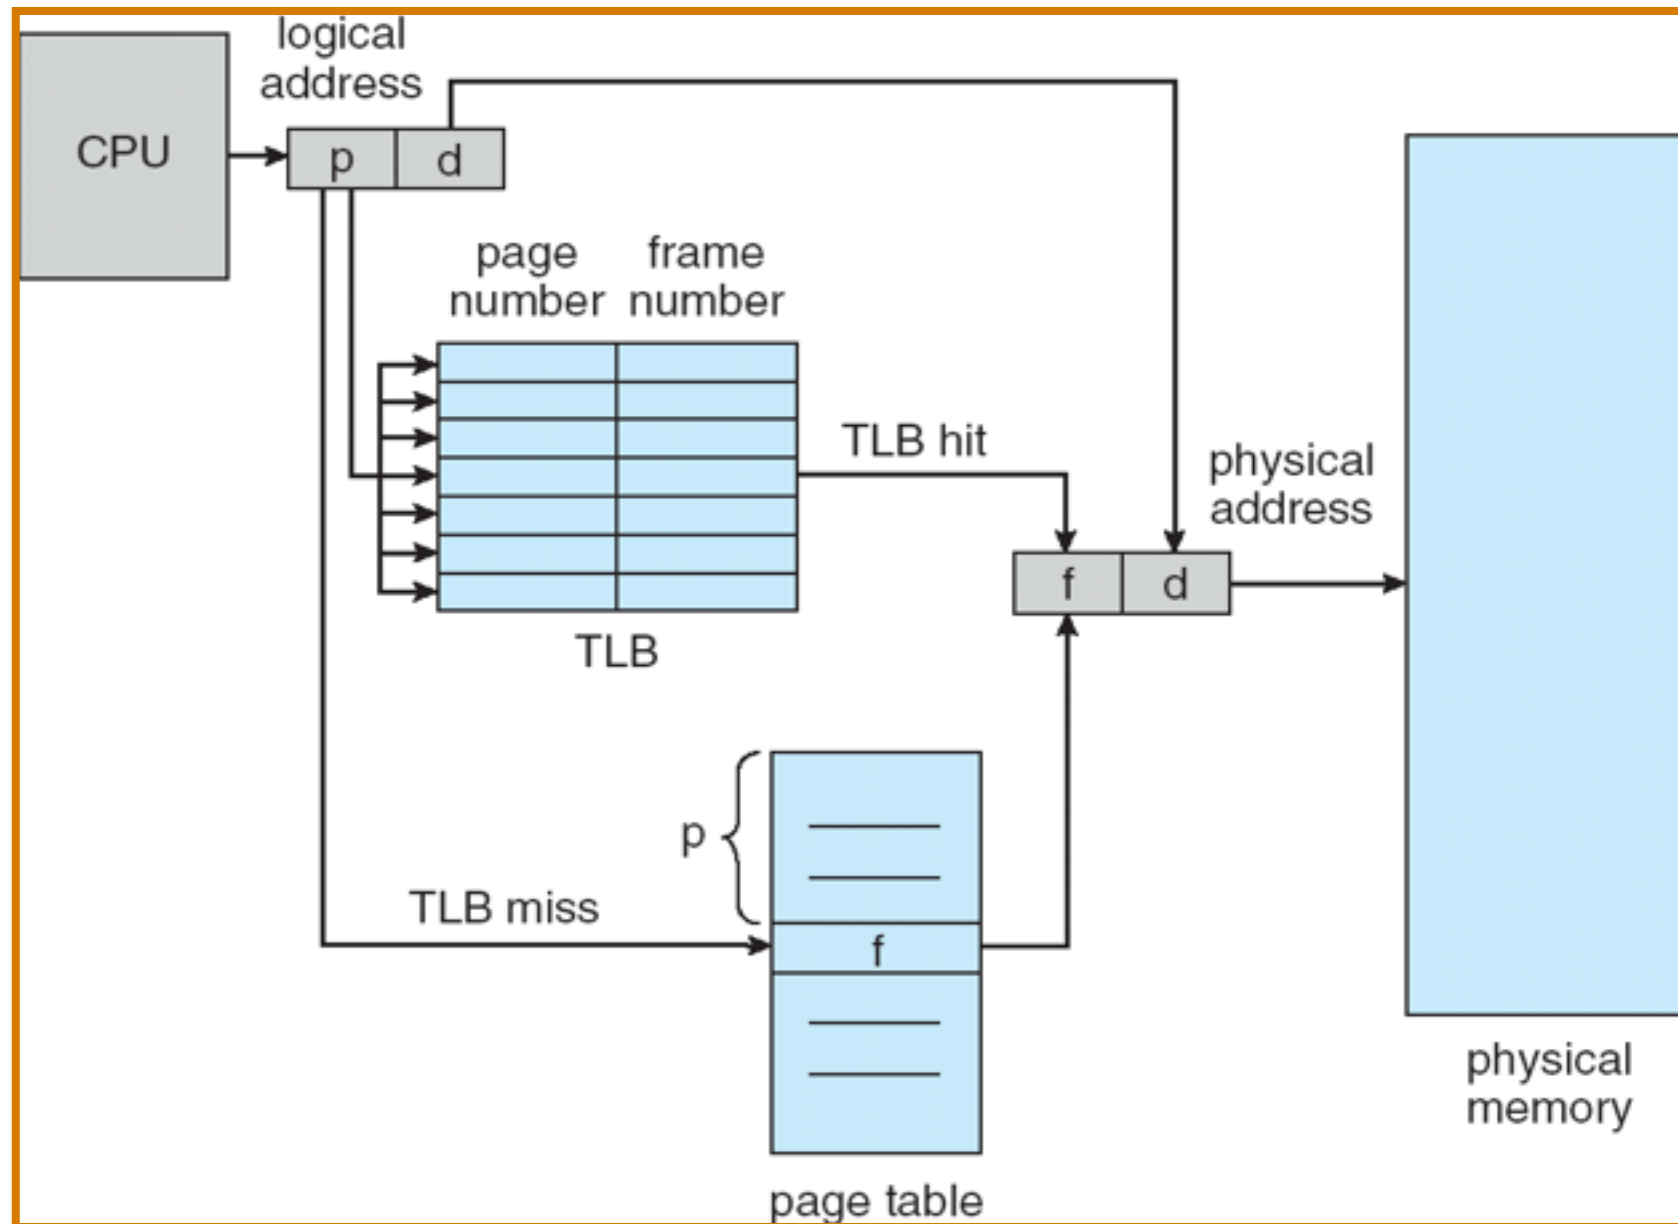 logical
address
CPU
p
d
page
number
frame
number
TLB hit
physical
address
f
d
TLB
p
TLB miss
f
physical
memory
page table